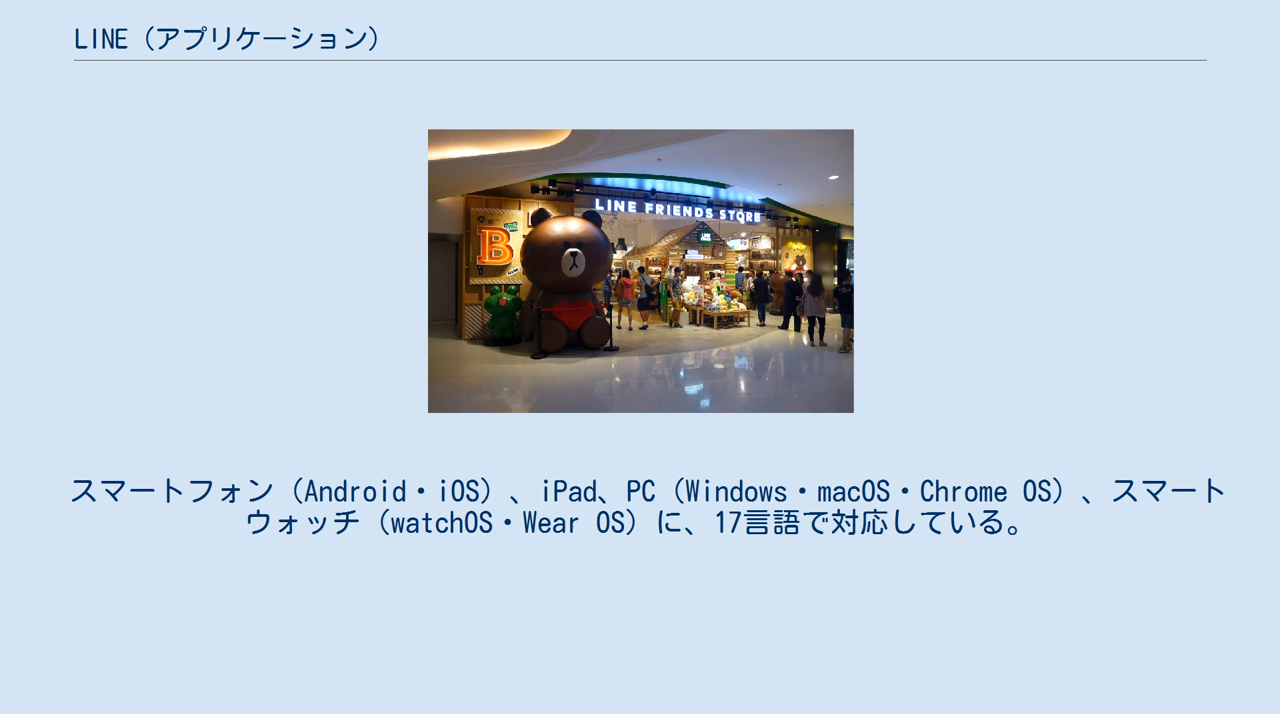 LINE（アプリケーション）
LINE FRIENDS STORE
B
スマートフォン（Android・iOS）、iPad、PC（Windows・macOS・Chrome OS）、スマート
ウォッチ（watchOS・Wear OS）に、17言語で対応している。